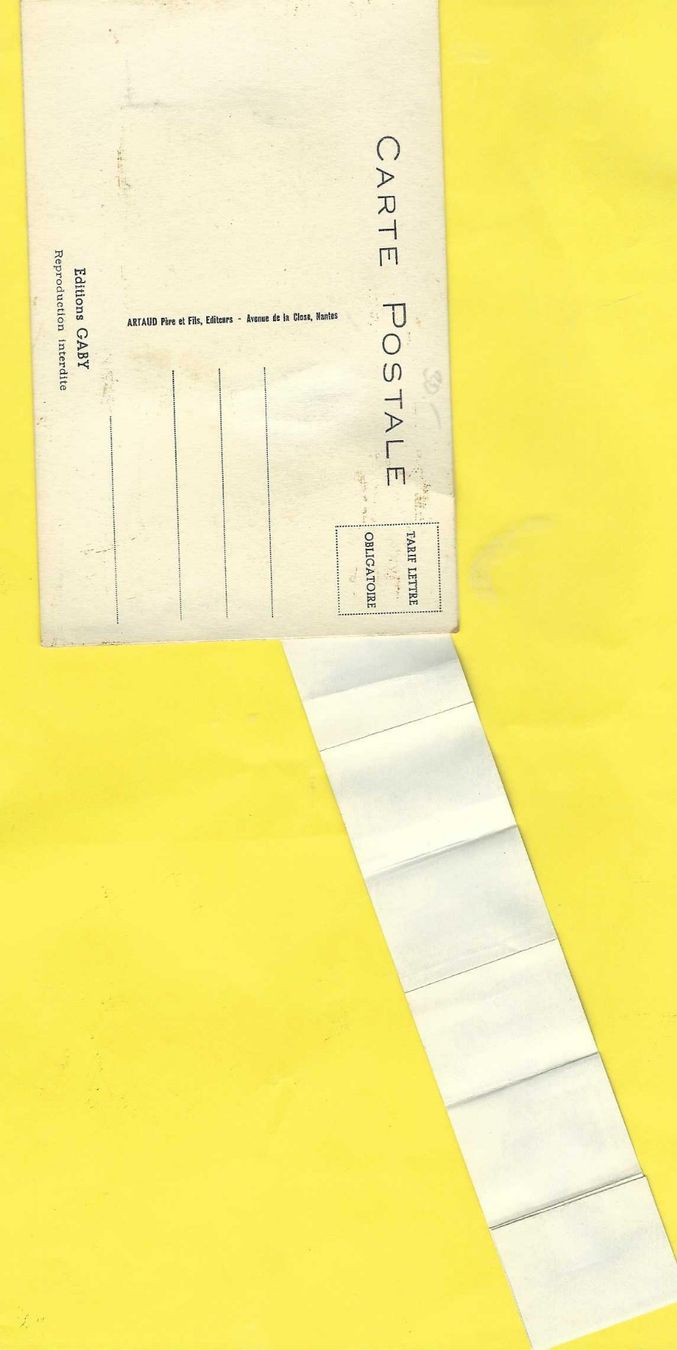 CARTE POSTALE
TARIF LETTRE
OBLIGATOIRE
ARTAUD Père et Fils, Editeurs - Avenue de la Close, Nantes
Editions GABY
Reproduction interdite